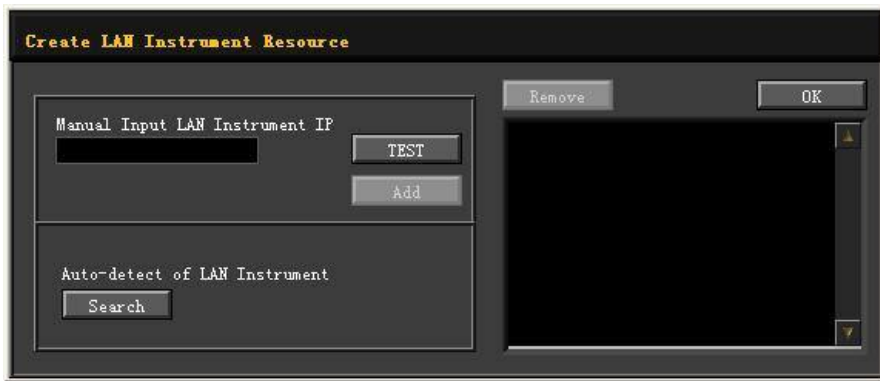 Create LAN Instrument Resource
Remove
OK
Manual Input LAN Instrument IP
TEST
Add
Auto-detect of LAN Instrument
Search